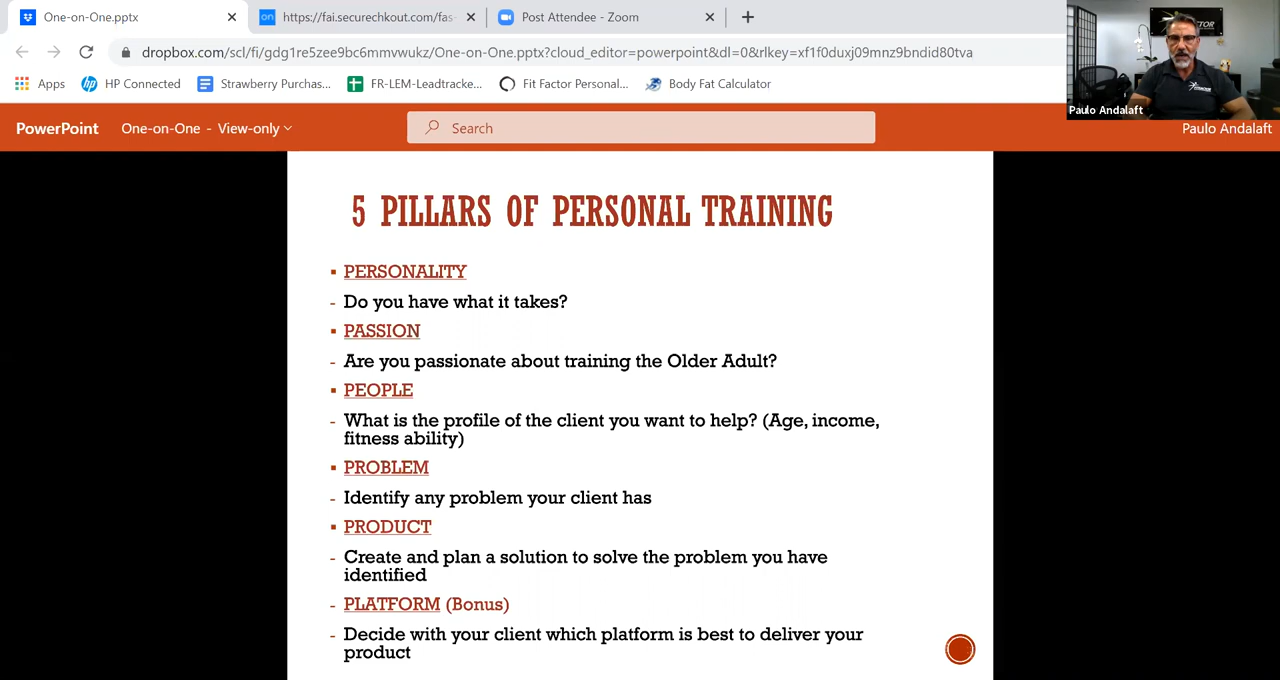 One-on-One.pptx
https://fai.securechkout.com/fas
Post Attendee - Zoom
dropbox.com/scl/fi/gdg1re5zee9bc6mmvwukz/One-on-One.pptx?cloud_editor=powerpoint&dl=0&rlkey=xf1f0duxj09mnz9bndid80tva
Apps
HP Connected
Strawberry Purchas...
FR-LEM-Leadtracke...
Fit Factor Personal...
Body Fat Calculator
Paulo Andalaft
PowerPoint
One-on-One - View-only
Search
Paulo Andalaft
5 PILLARS OF PERSONAL TRAINING
▪ PERSONALITY
- Do you have what it takes?
▪ PASSION
- Are you passionate about training the Older Adult?
▪ PEOPLE
- What is the profile of the client you want to help? (Age, income,
fitness ability)
▪ PROBLEM
- Identify any problem your client has
▪ PRODUCT
- Create and plan a solution to solve the problem you have
identified
- PLATFORM (Bonus)
- Decide with your client which platform is best to deliver your
product